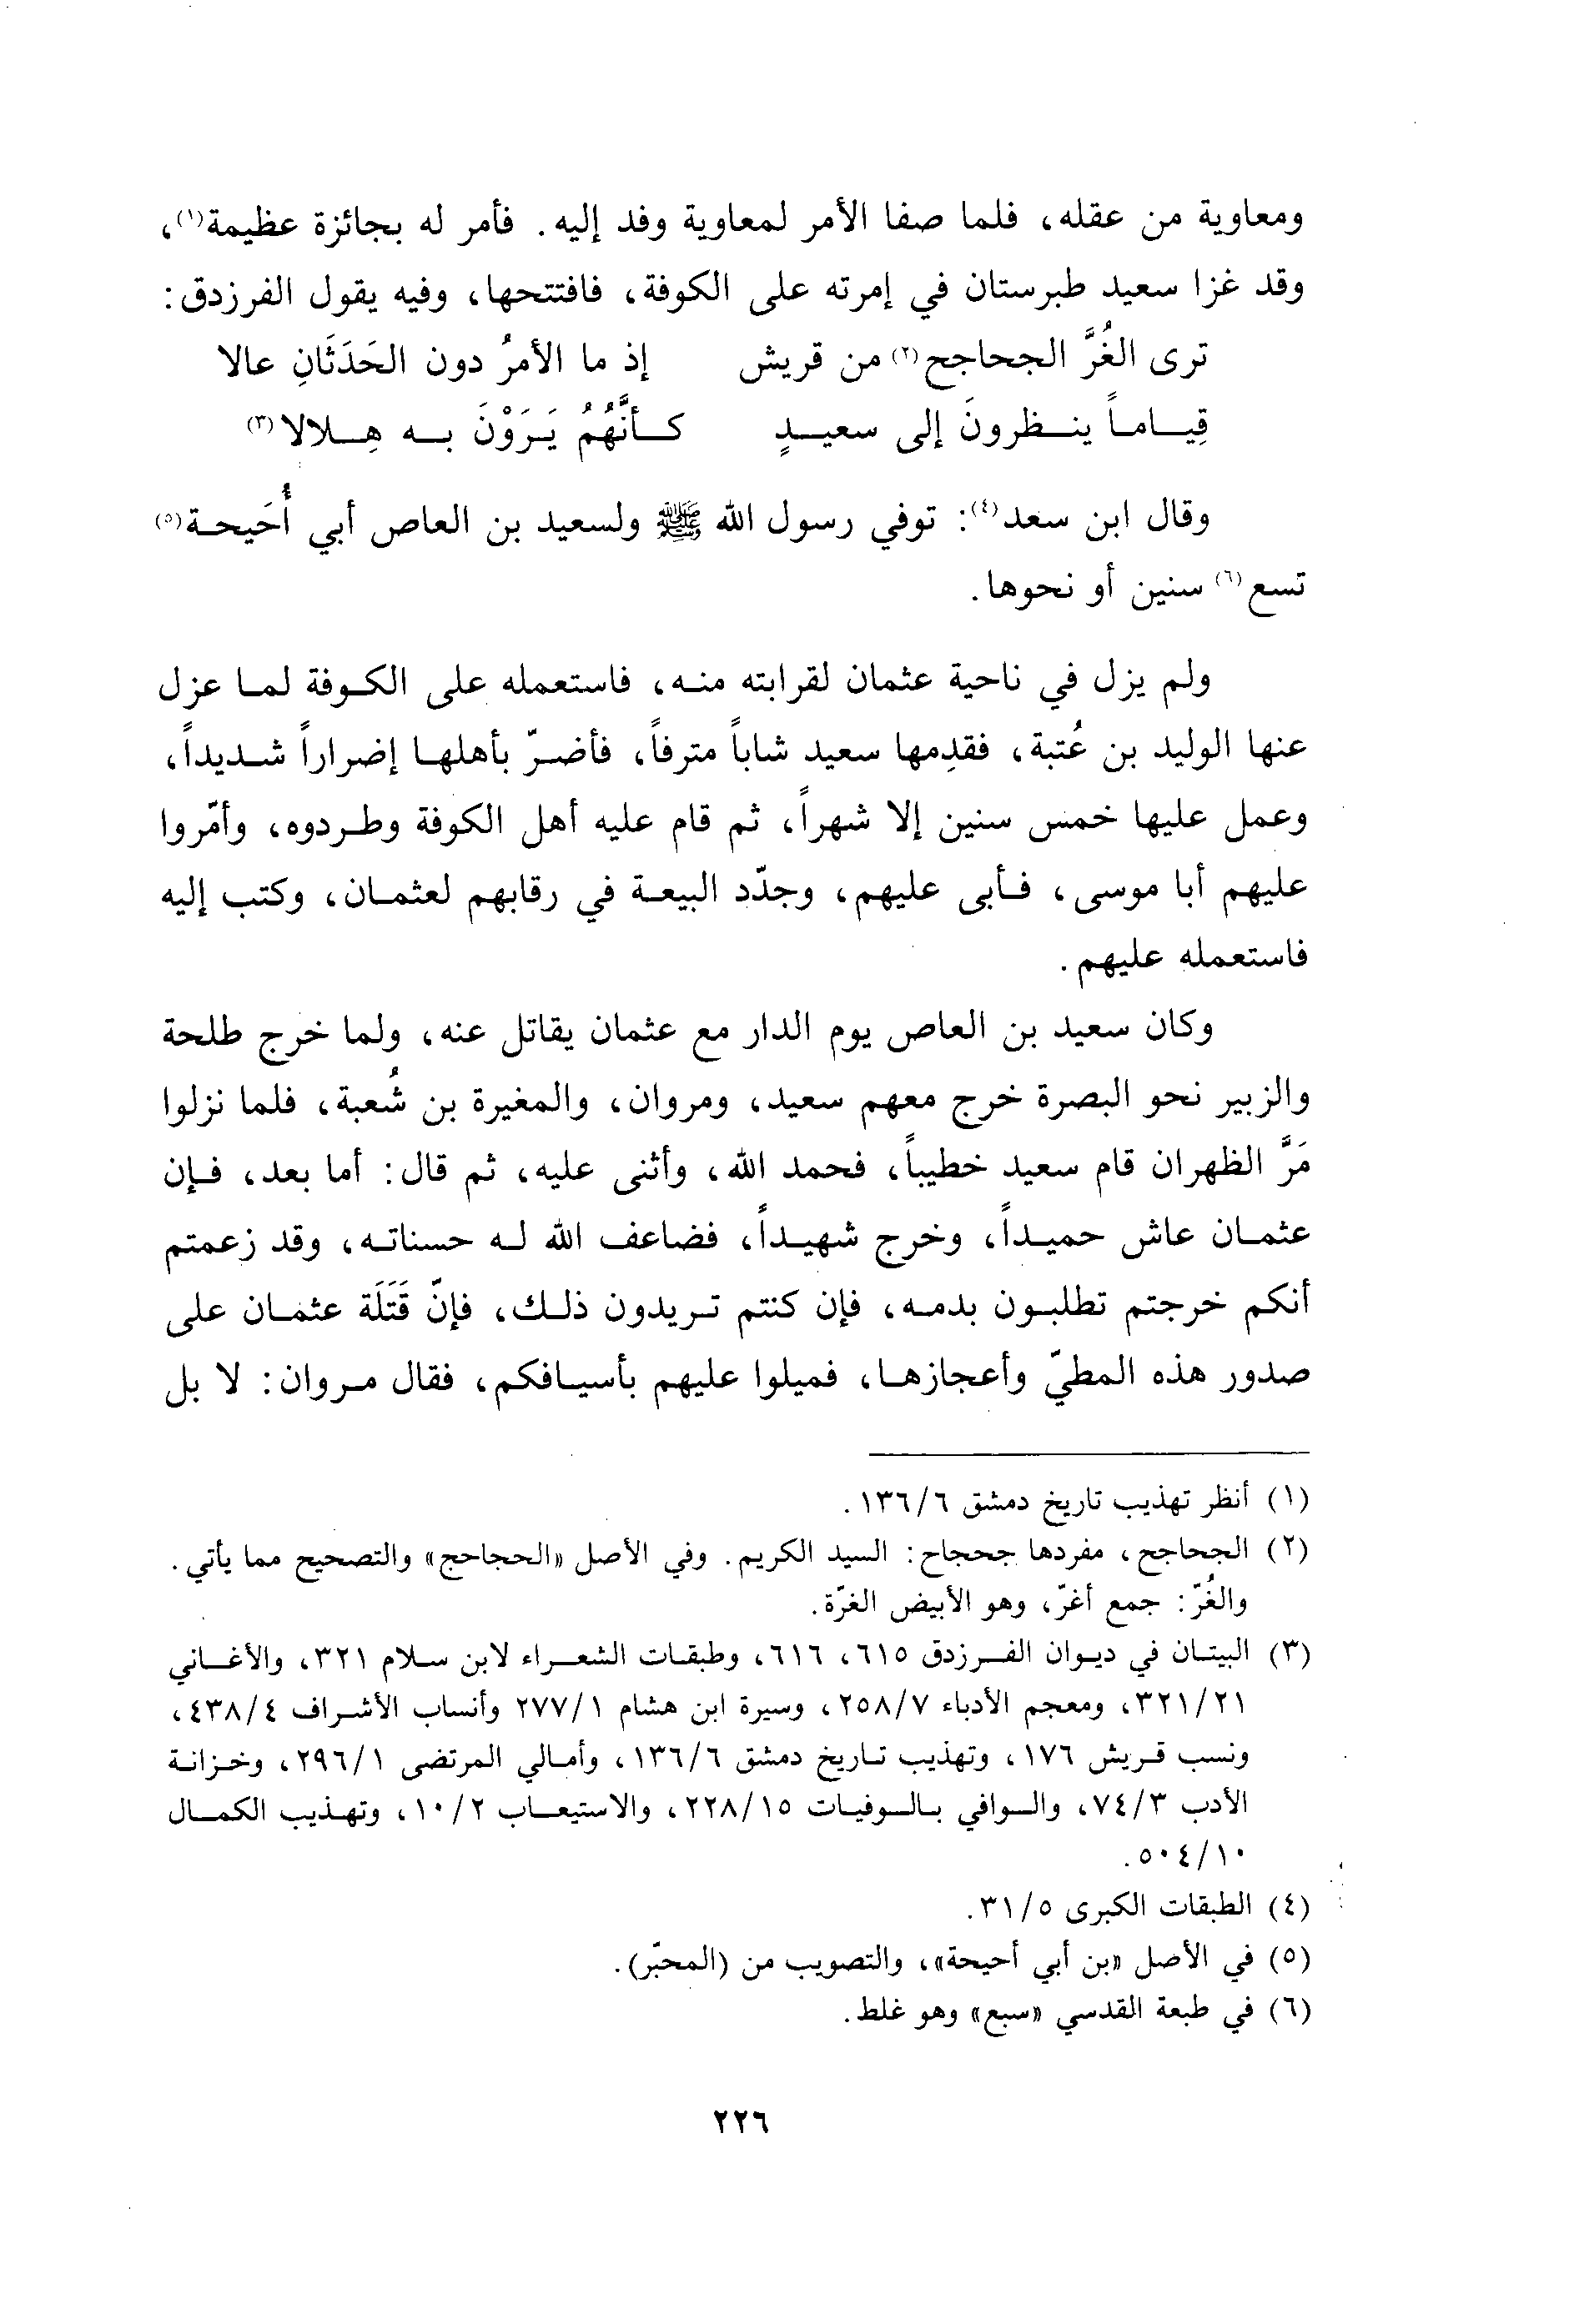 ومعاوية من عقله، فلما صفا الأمر لمعاوية وفد إليه. فأمر له بجائزة عظيمة(١)،
وقد غزا سعيد طبرستان في إمرته على الكوفة، فافتتحها، وفيه يقول الفرزدق:
ترى الغُرَّ الجحاجح(٢) من قريش إذ ما الأمرُ دون الحَدَثَانِ عالا
قِياماً ينظرونَ إلى سعيدٍ كأنَّهُمُ يَرَوْنَ به هِلالا(٣)
وقال ابن سعد(٤): توفي رسول الله ﷺ ولسعيد بن العاص أبي أُحَيحة(٥)
تسع(٦) سنين أو نحوها.
ولم يزل في ناحية عثمان لقرابته منه، فاستعمله على الكوفة لما عزل
عنها الوليد بن عُتبة، فقدِمها سعيد شاباً مترفاً، فأضرّ بأهلها إضراراً شديداً،
وعمل عليها خمس سنين إلا شهراً، ثم قام عليه أهل الكوفة وطردوه، وأمّروا
عليهم أبا موسى، فأبى عليهم، وجدّد البيعة في رقابهم لعثمان، وكتب إليه
فاستعمله عليهم.
وكان سعيد بن العاص يوم الدار مع عثمان يقاتل عنه، ولما خرج طلحة
والزبير نحو البصرة خرج معهم سعيد، ومروان، والمغيرة بن شُعبة، فلما نزلوا
مَرَّ الظهران قام سعيد خطيباً، فحمد الله، وأثنى عليه، ثم قال: أما بعد، فإن
عثمان عاش حميداً، وخرج شهيداً، فضاعف الله له حسناته، وقد زعمتم
أنكم خرجتم تطلبون بدمه، فإن كنتم تريدون ذلك، فإنّ قَتَلَة عثمان على
صدور هذه المطيّ وأعجازها، فميلوا عليهم بأسيافكم، فقال مروان: لا بل
(١) أنظر تهذيب تاريخ دمشق ١٣٦/٦.
(٢) الجحاجح، مفردها جحجاح: السيد الكريم. وفي الأصل «الحجاحج» والتصحيح مما يأتي.
والغُرّ: جمع أغرّ، وهو الأبيض الغرّة.
(٣) البيتان في ديوان الفرزدق ٦١٥، ٦١٦، وطبقات الشعراء لابن سلام ٣٢١، والأغاني
٣٢١/٢١، ومعجم الأدباء ٢٥٨/٧، وسيرة ابن هشام ٢٧٧/١ وأنساب الأشراف ٤٣٨/٤،
ونسب قريش ١٧٦، وتهذيب تاريخ دمشق ١٣٦/٦، وأمالي المرتضى ٢٩٦/١، وخزانة
الأدب ٧٤/٣، والوافي بالوفيات ٢٢٨/١٥، والاستيعاب ١٠/٢، وتهذيب الكمال
٥٠٤/١٠.
(٤) الطبقات الكبرى ٣١/٥.
(٥) في الأصل «بن أبي أحيحة»، والتصويب من (المحبّر).
(٦) في طبعة القدسي «سبع» وهو غلط.
٢٢٦